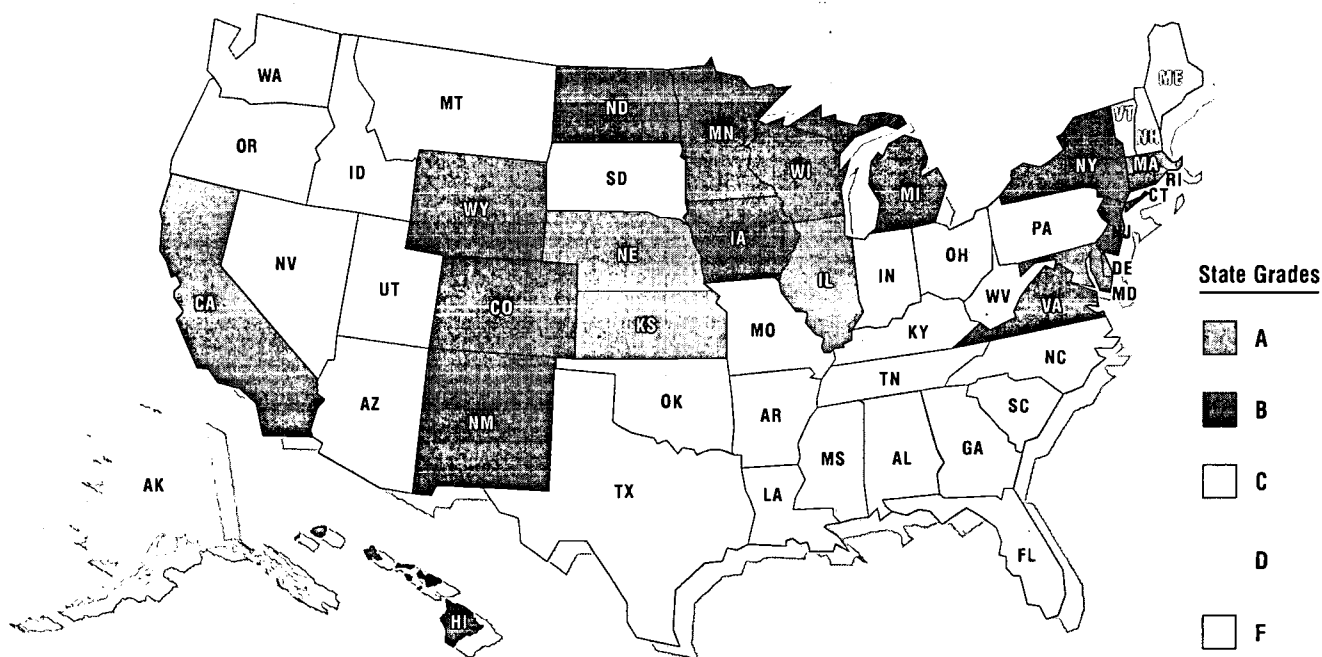 WA
MT
ND
MN
ME
VT
NH
OR
ID
SD
WI
NY
MA
WY
MI
RI
CT
IA
PA
NJ
NE
NV
UT
IL
IN
OH
DE
CA
CO
WV
MD
VA
KS
MO
KY
NC
TN
AZ
OK
AR
SC
NM
MS
AL
GA
TX
LA
AK
FL
HI
State Grades
A
B
C
D
F